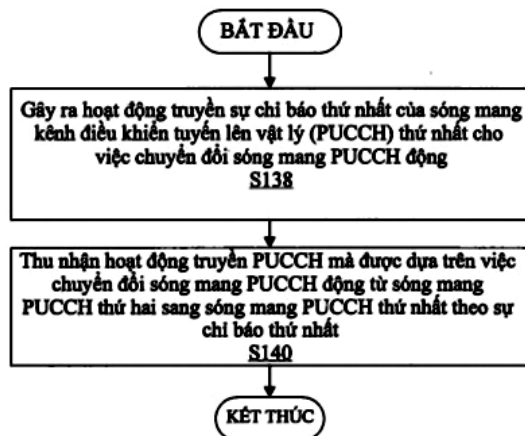 BẮT ĐẦU
Gây ra hoạt động truyền sự chỉ báo thứ nhất của sóng mang
kênh điều khiển tuyến lên vật lý (PUCCH) thứ nhất cho
việc chuyển đổi sóng mang PUCCH động
S138
Thu nhận hoạt động truyền PUCCH mà được dựa trên việc
chuyển đổi sóng mang PUCCH động từ sóng mang
PUCCH thứ hai sang sóng mang PUCCH thứ nhất theo sự
chỉ báo thứ nhất
S140
KẾT THÚC